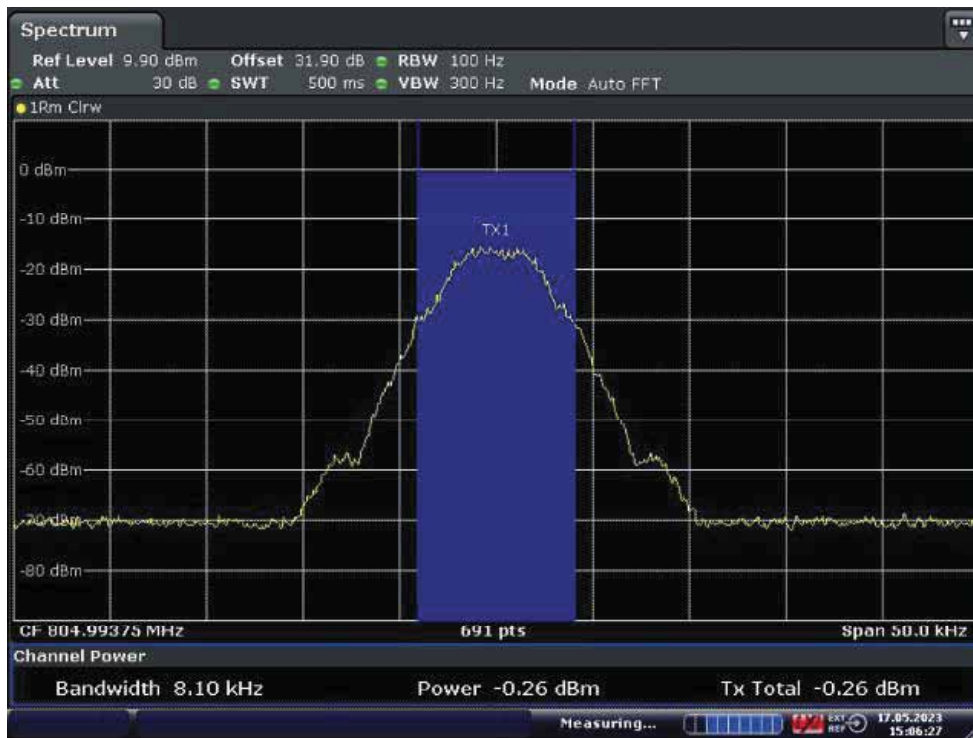 Spectrum
Ref Level 9.90 dBm Offset 31.90 dB RBW 100 Hz
Att 30 dB SWT 500 ms VBW 300 Hz Mode Auto FFT
1Rm Clrw
0 dBm
-10 dBm
TX1
-20 dBm
-30 dBm
-40 dBm
-50 dBm
-60 dBm
-70 dBm
-80 dBm
CF 804.99375 MHz 691 pts Span 50.0 kHz
Channel Power
Bandwidth 8.10 kHz Power -0.26 dBm Tx Total -0.26 dBm
Measuring... EXT REF 17.05.2023
15:06:27